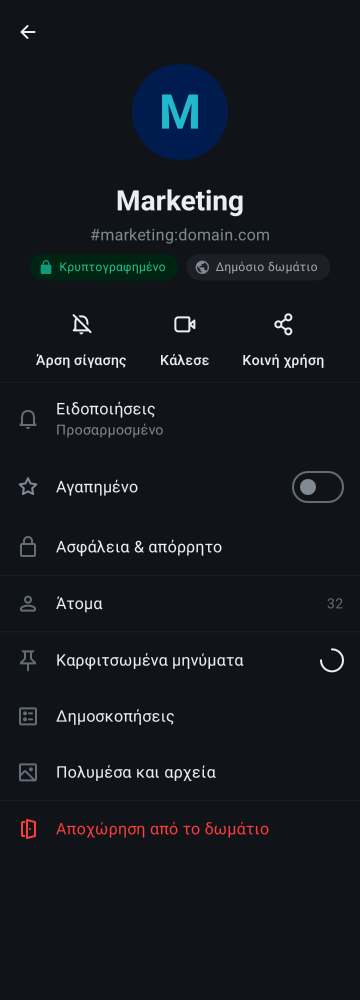 M
Marketing
#marketing:domain.com
Κρυπτογραφημένο
Δημόσιο δωμάτιο
Άρση σίγασης
Κάλεσε
Κοινή χρήση
Ειδοποιήσεις
Προσαρμοσμένο
Αγαπημένο
Ασφάλεια & απόρρητο
Άτομα
32
Καρφιτσωμένα μηνύματα
Δημοσκοπήσεις
Πολυμέσα και αρχεία
Αποχώρηση από το δωμάτιο